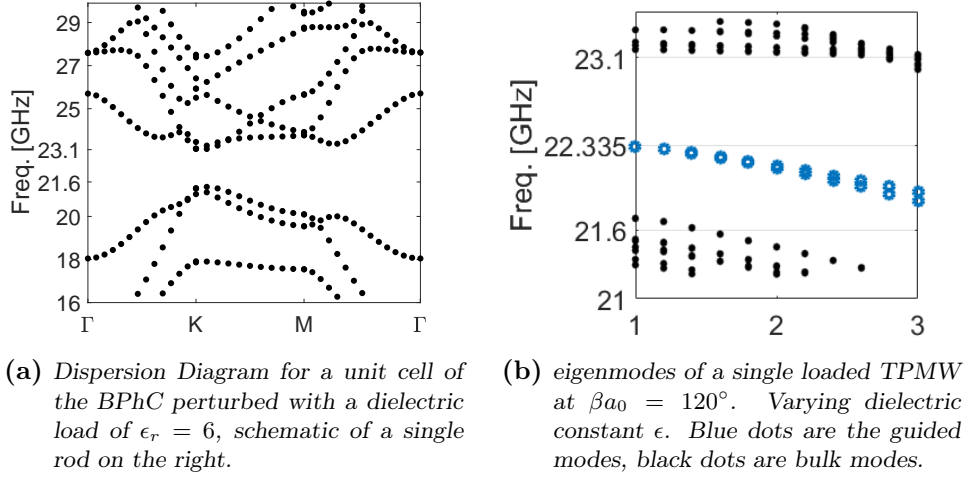 29
27
25
23.1
21.6
20
18
16
Freq. [GHz]
Γ K M Γ
23.1
22.335
21.6
21
Freq. [GHz]
1 2 3
(a) Dispersion Diagram for a unit cell of
the BPhC perturbed with a dielectric
load of ϵr = 6, schematic of a single
rod on the right.
(b) eigenmodes of a single loaded TPMW
at βa0 = 120°. Varying dielectric
constant ϵ. Blue dots are the guided
modes, black dots are bulk modes.